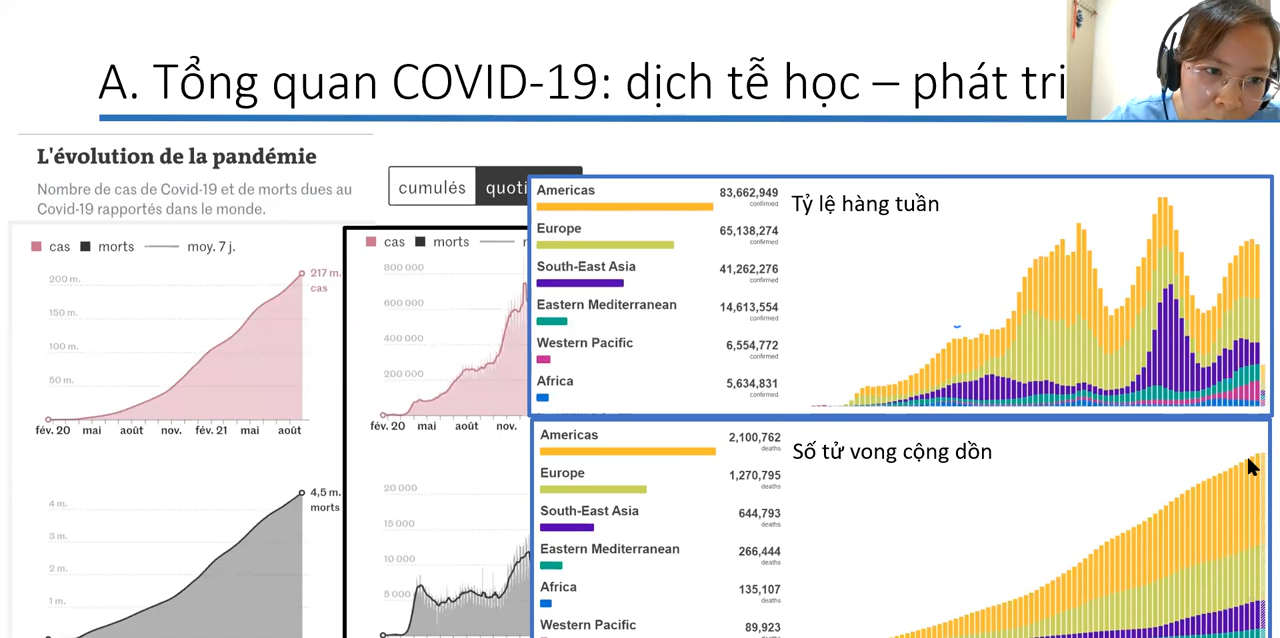 A. Tổng quan COVID-19: dịch tễ học – phát tri
L'évolution de la pandémie
Nombre de cas de Covid-19 et de morts dues au
Covid-19 rapportés dans le monde.
cumulés
cas morts moy. 7 j.
217 m.
cas
200 m.
150 m.
100 m.
50 m.
fév. 20 mai août nov. fév. 21 mai août
4,5 m.
morts
4 m.
3 m.
2 m.
1 m.
cas morts
800 000
600 000
400 000
200 000
fév. 20 mai août nov.
20 000
15 000
10 000
5 000
Americas 83,662,949
confirmed
Europe 65,138,274
confirmed
South-East Asia 41,262,276
confirmed
Eastern Mediterranean 14,613,554
confirmed
Western Pacific 6,554,772
confirmed
Africa 5,634,831
confirmed
Tỷ lệ hàng tuần
Americas 2,100,762
deaths
Europe 1,270,795
deaths
South-East Asia 644,793
deaths
Eastern Mediterranean 266,444
deaths
Africa 135,107
deaths
Western Pacific 89,923
deaths
Số tử vong cộng dồn